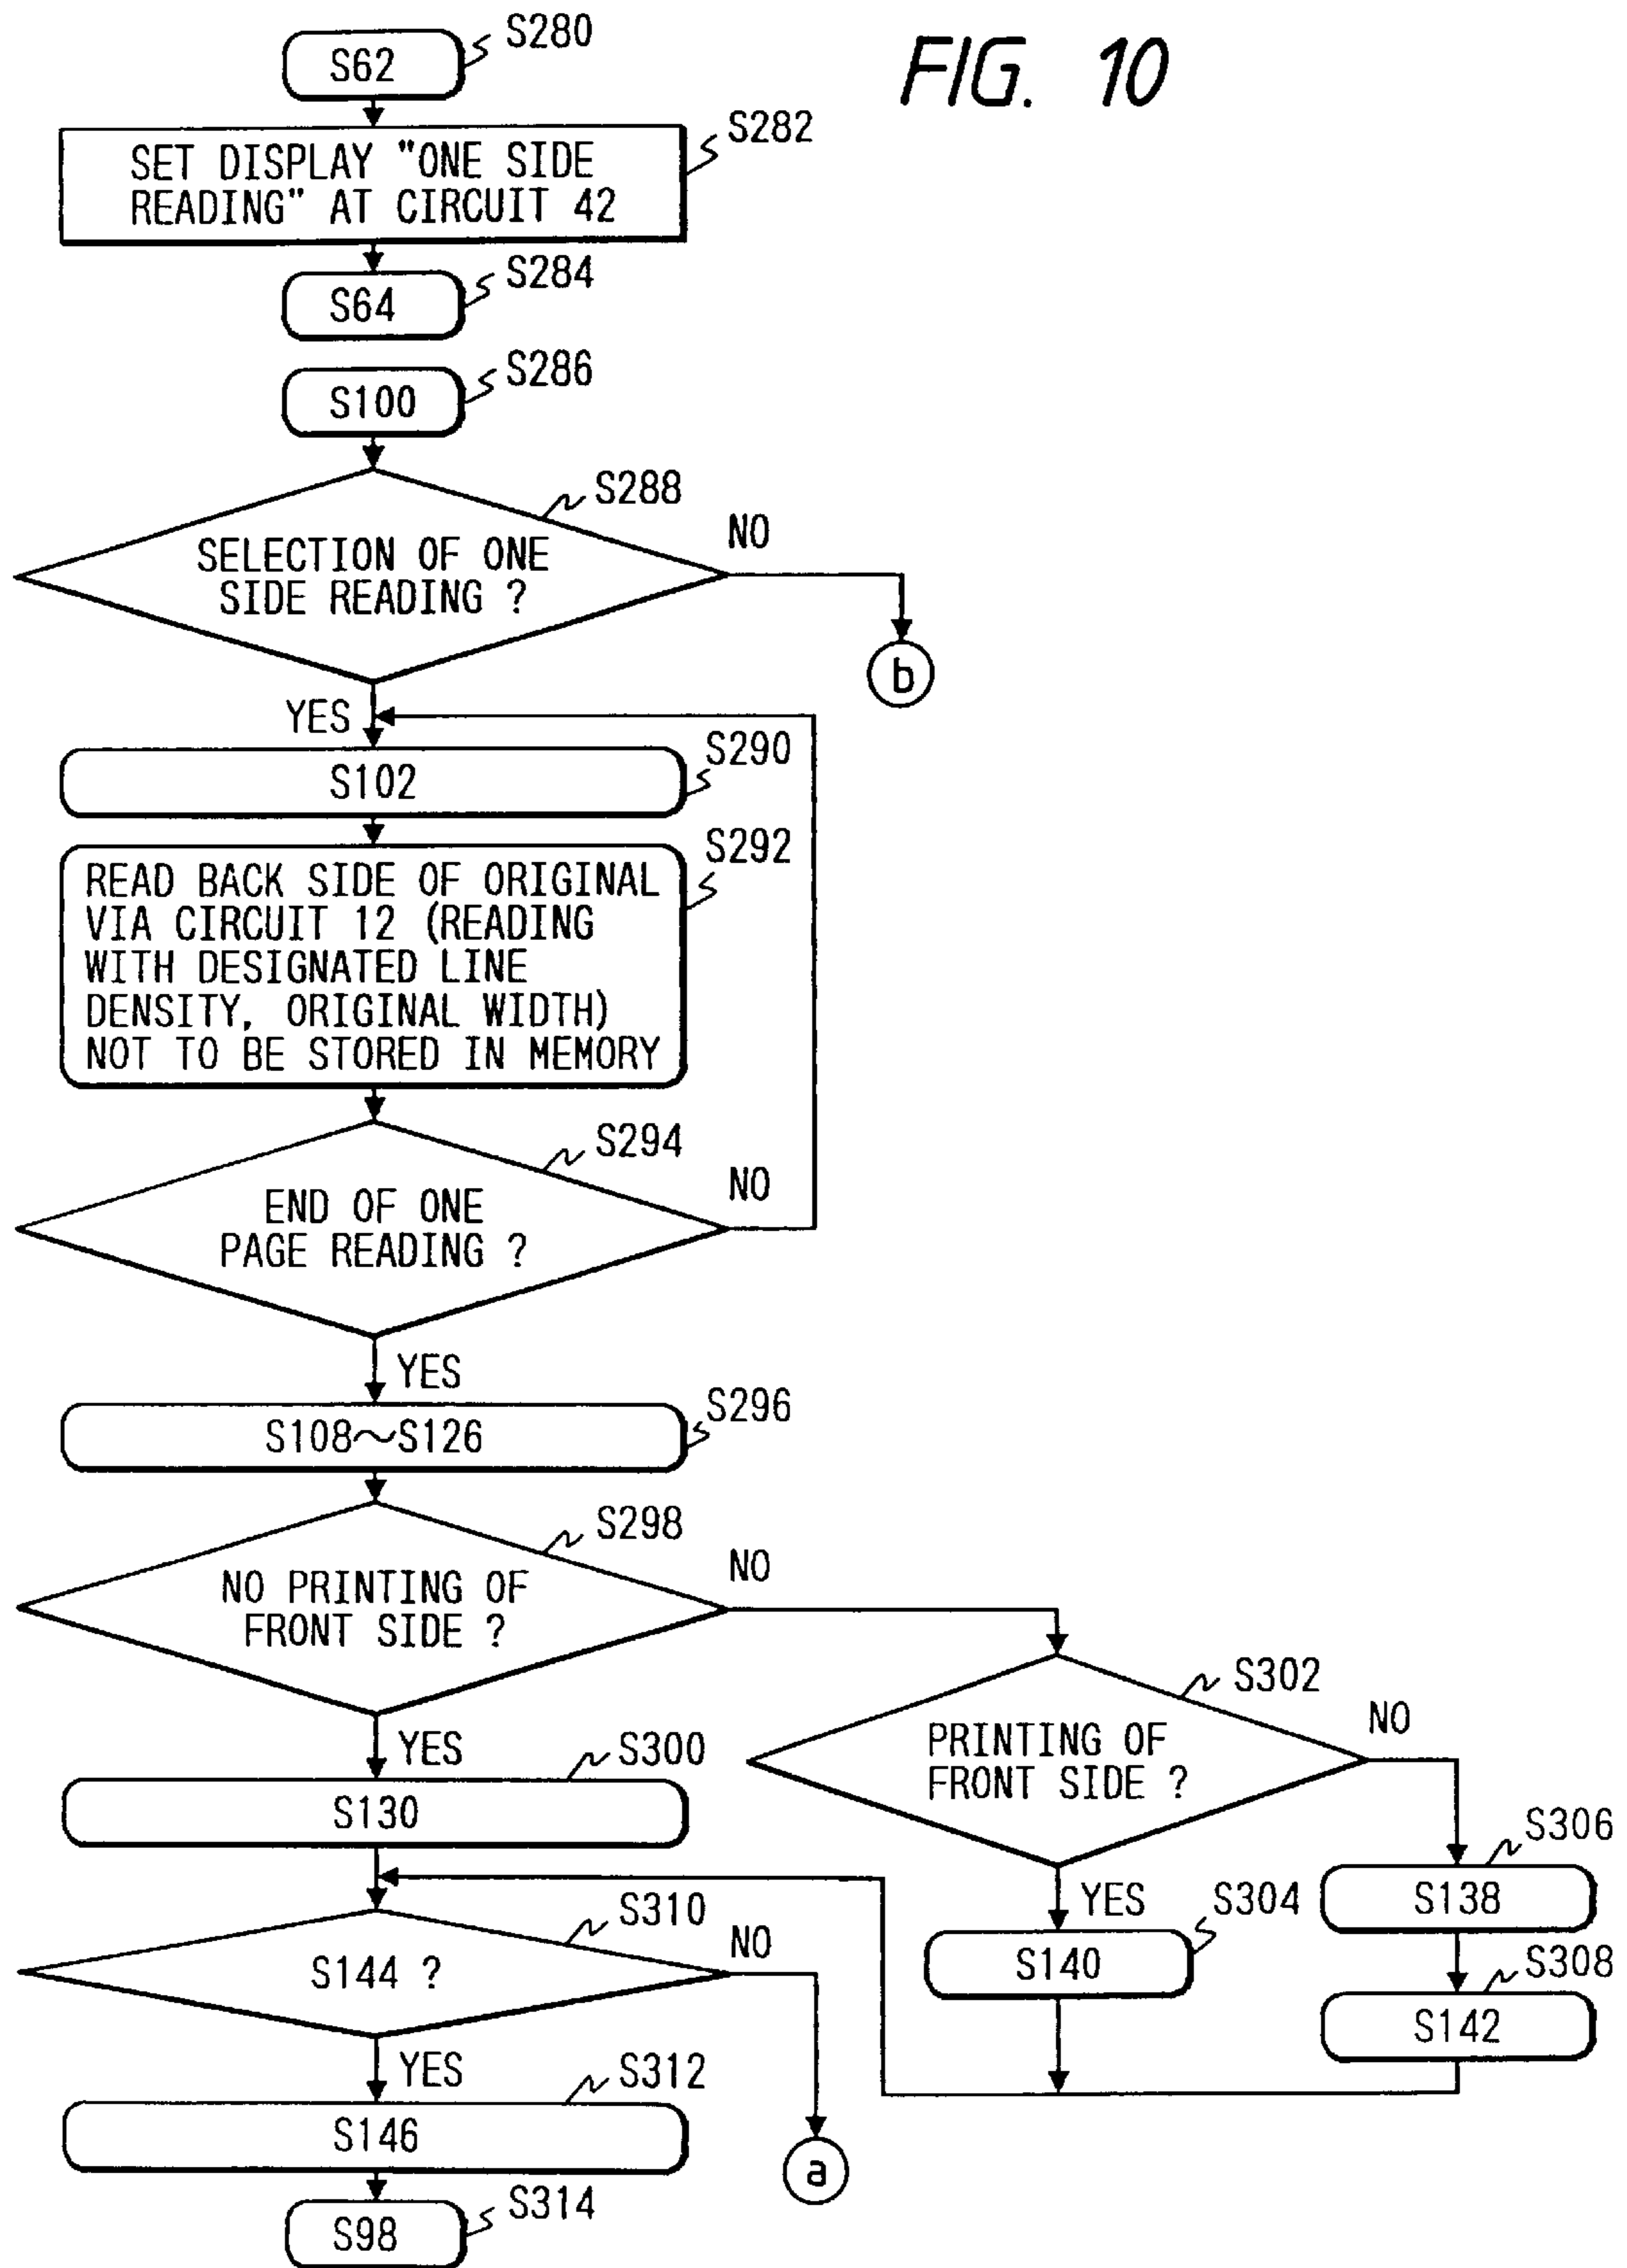 FIG. 10
S280
S62
S282
SET DISPLAY "ONE SIDE
READING" AT CIRCUIT 42
S284
S64
S286
S100
S288
SELECTION OF ONE
SIDE READING ?
NO
b
YES
S290
S102
S292
READ BACK SIDE OF ORIGINAL
VIA CIRCUIT 12 (READING
WITH DESIGNATED LINE
DENSITY, ORIGINAL WIDTH)
NOT TO BE STORED IN MEMORY
S294
END OF ONE
PAGE READING ?
NO
YES
S296
S108~S126
S298
NO PRINTING OF
FRONT SIDE ?
NO
YES
S300
S130
S302
PRINTING OF
FRONT SIDE ?
NO
YES
S304
S140
S306
S138
S308
S142
S310
S144 ?
NO
a
YES
S312
S146
S314
S98